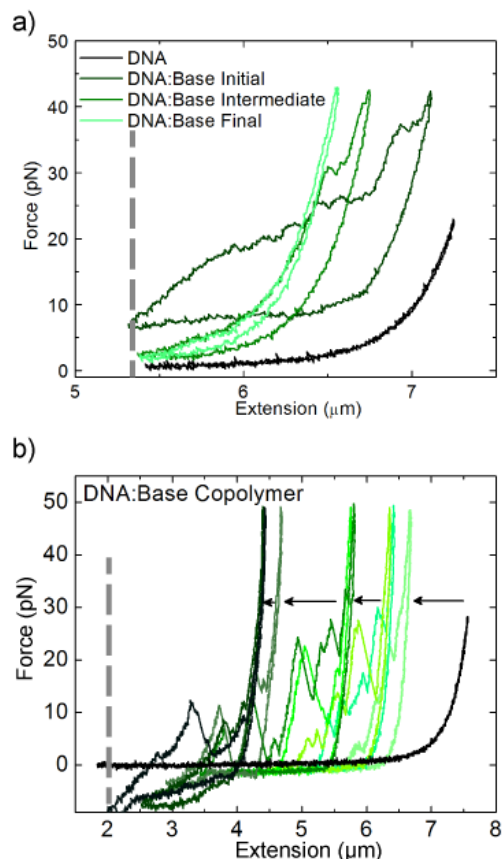 a)
50
40
30
20
10
0
Force (pN)
DNA
DNA:Base Initial
DNA:Base Intermediate
DNA:Base Final
5
6
7
Extension (μm)
b)
DNA:Base Copolymer
50
40
30
20
10
0
Force (pN)
2
3
4
5
6
7
8
Extension (μm)